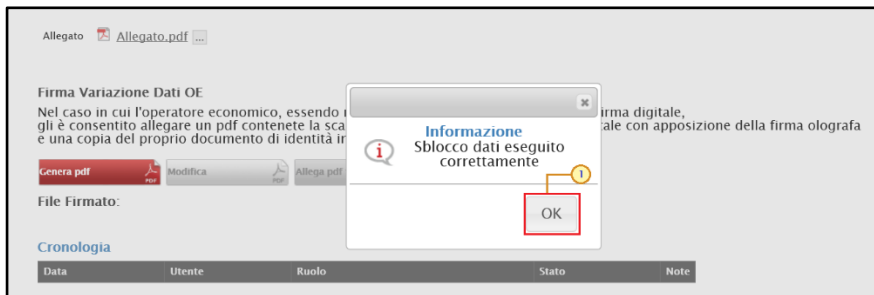 Allegato Allegato.pdf ...
Firma Variazione Dati OE
Nel caso in cui l'operatore economico, essendo irma digitale,
gli è consentito allegare un pdf contenete la sca tale con apposizione della firma olografa
e una copia del proprio documento di identità in
Informazione
Sblocco dati eseguito
correttamente
1
OK
Genera pdf Modifica Allega pdf
File Firmato:
Cronologia
Data Utente Ruolo Stato Note